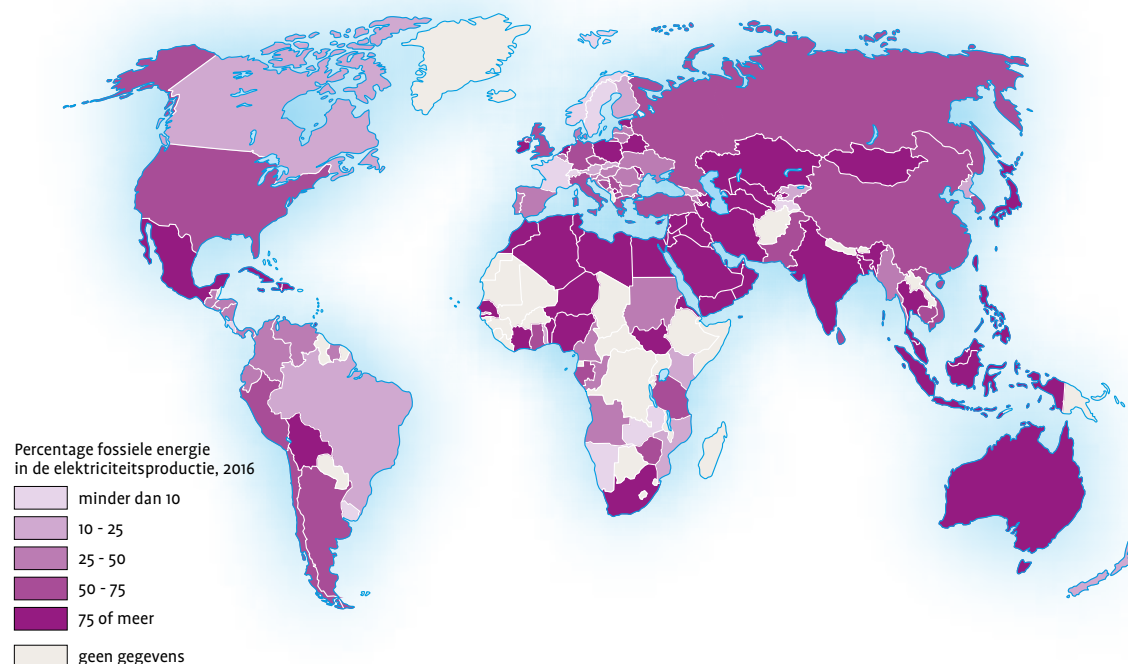 Percentage fossiele energie
in de elektriciteitsproductie, 2016
minder dan 10
10 - 25
25 - 50
50 - 75
75 of meer
geen gegevens